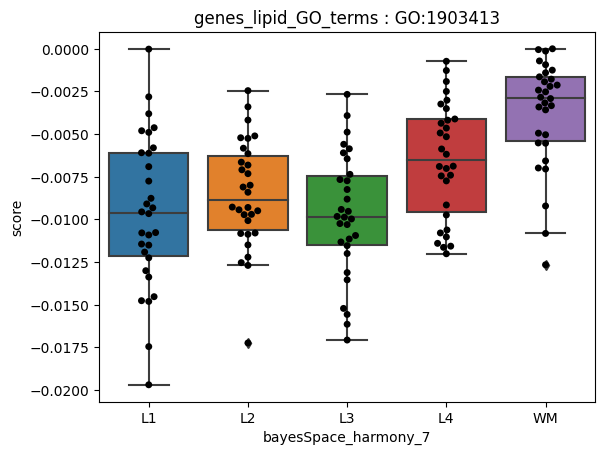 genes_lipid_GO_terms : GO:1903413
0.0000
−0.0025
−0.0050
−0.0075
−0.0100
−0.0125
−0.0150
−0.0175
−0.0200
score
L1 L2 L3 L4 WM
bayesSpace_harmony_7